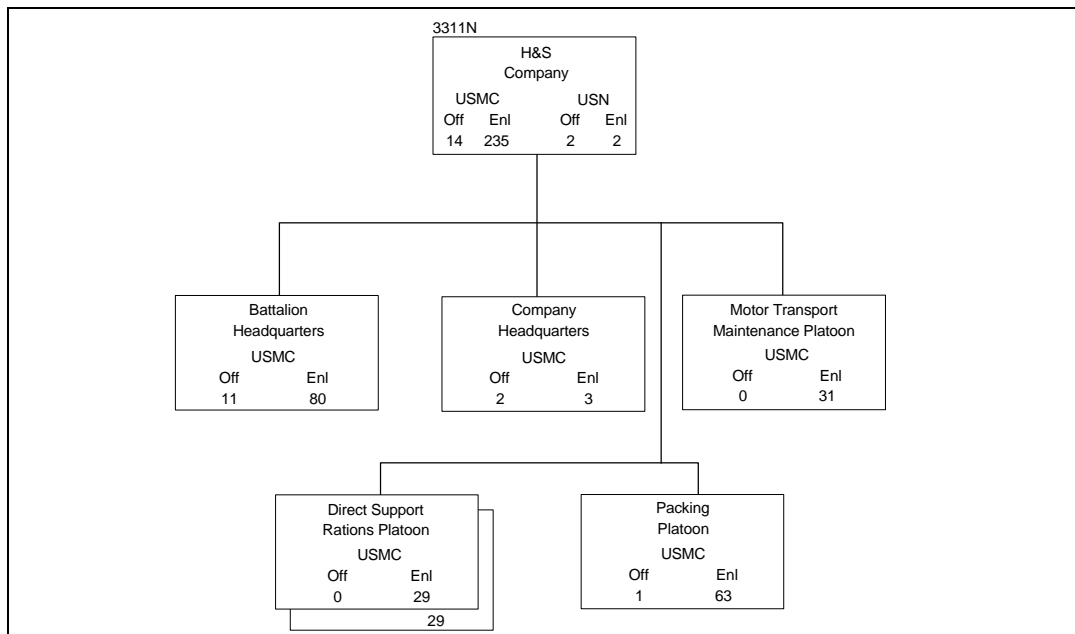 3311N
H&S
Company
USMC USN
Off Enl Off Enl
14 235 2 2
Battalion
Headquarters
USMC
Off Enl
11 80
Company
Headquarters
USMC
Off Enl
2 3
Motor Transport
Maintenance Platoon
USMC
Off Enl
0 31
Direct Support
Rations Platoon
USMC
Off Enl
0 29
29
Packing
Platoon
USMC
Off Enl
1 63